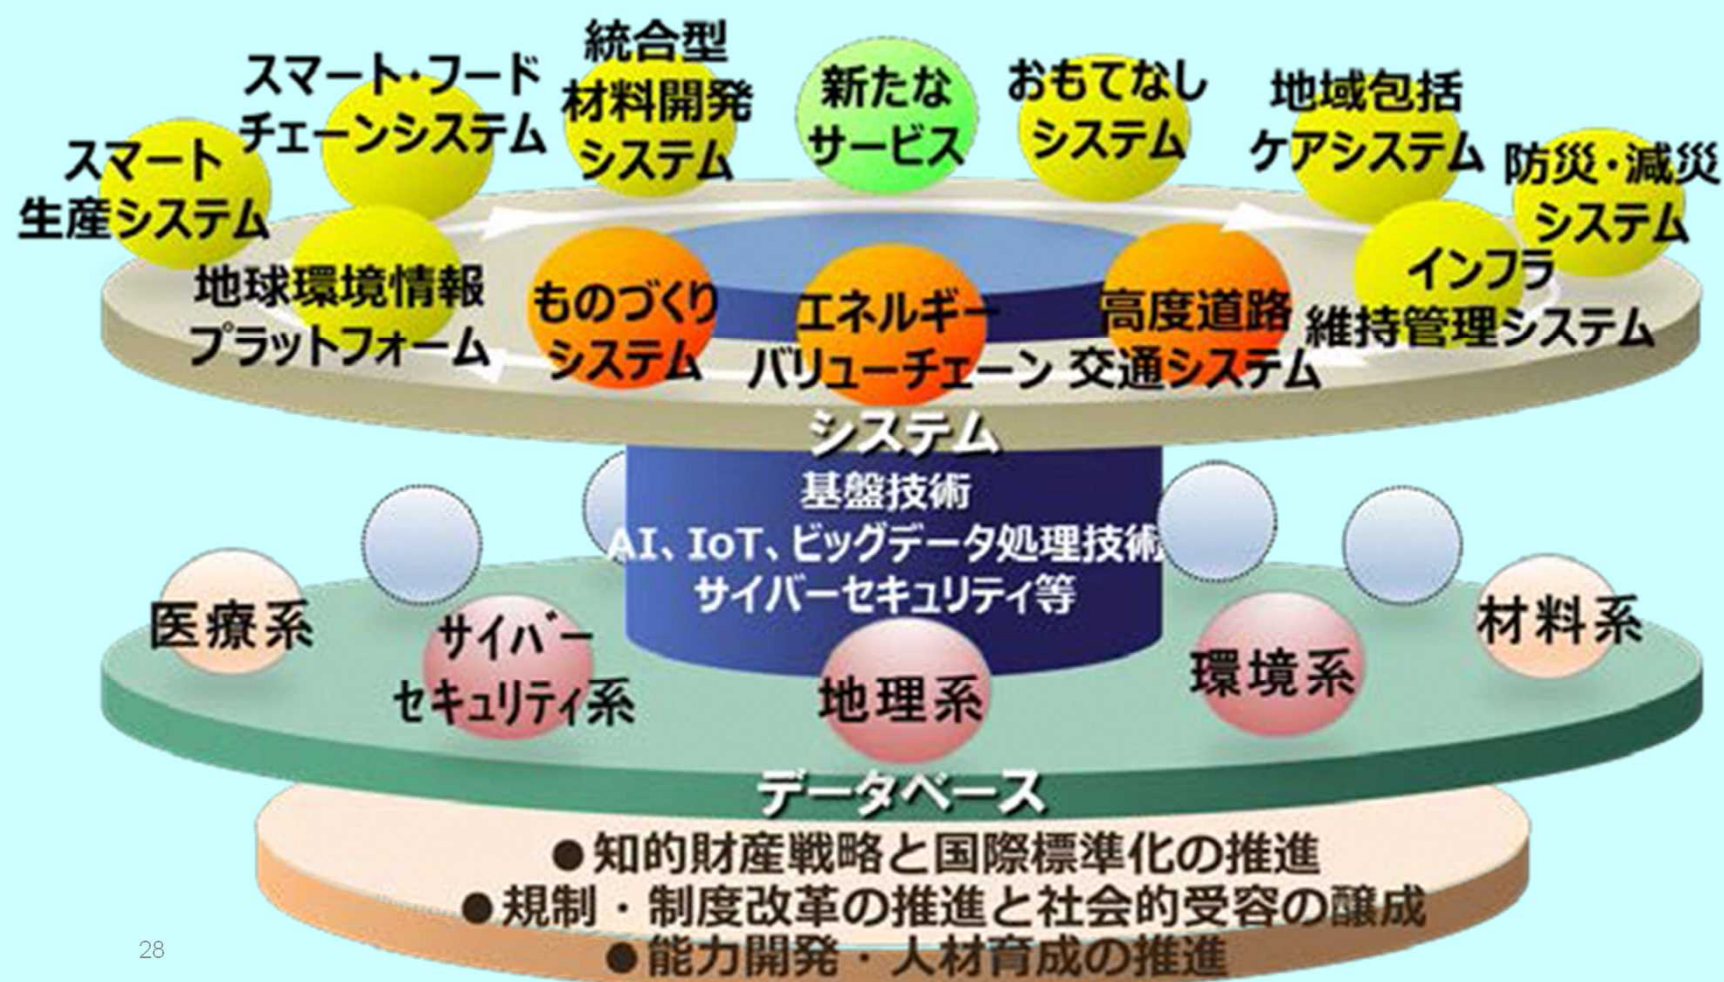 スマート
生産システム
スマート・フード
チェーンシステム
統合型
材料開発
システム
新たな
サービス
おもてなし
システム
地域包括
ケアシステム
防災・減災
システム
地球環境情報
プラットフォーム
ものづくり
システム
エネルギー
バリューチェーン
高度道路
交通システム
インフラ
維持管理システム
システム
基盤技術
AI、IoT、ビッグデータ処理技術
サイバーセキュリティ等
医療系
サイバー
セキュリティ系
地理系
環境系
材料系
データベース
●知的財産戦略と国際標準化の推進
●規制・制度改革の推進と社会的受容の醸成
●能力開発・人材育成の推進
28